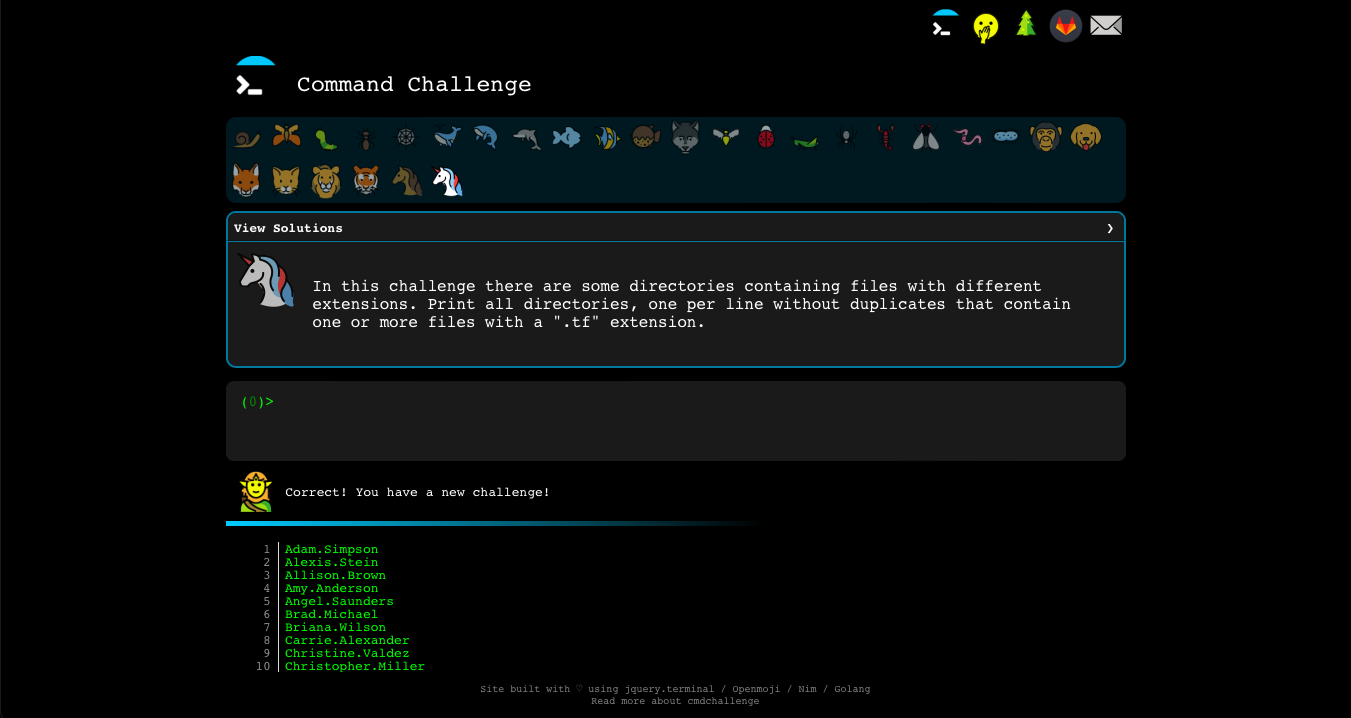 Command Challenge
View Solutions ❯
In this challenge there are some directories containing files with different
extensions. Print all directories, one per line without duplicates that contain
one or more files with a ".tf" extension.
(0)>
Correct! You have a new challenge!
1 Adam.Simpson
2 Alexis.Stein
3 Allison.Brown
4 Amy.Anderson
5 Angel.Saunders
6 Brad.Michael
7 Briana.Wilson
8 Carrie.Alexander
9 Christine.Valdez
10 Christopher.Miller
Site built with ♡ using jquery.terminal / Openmoji / Nim / Golang
Read more about cmdchallenge